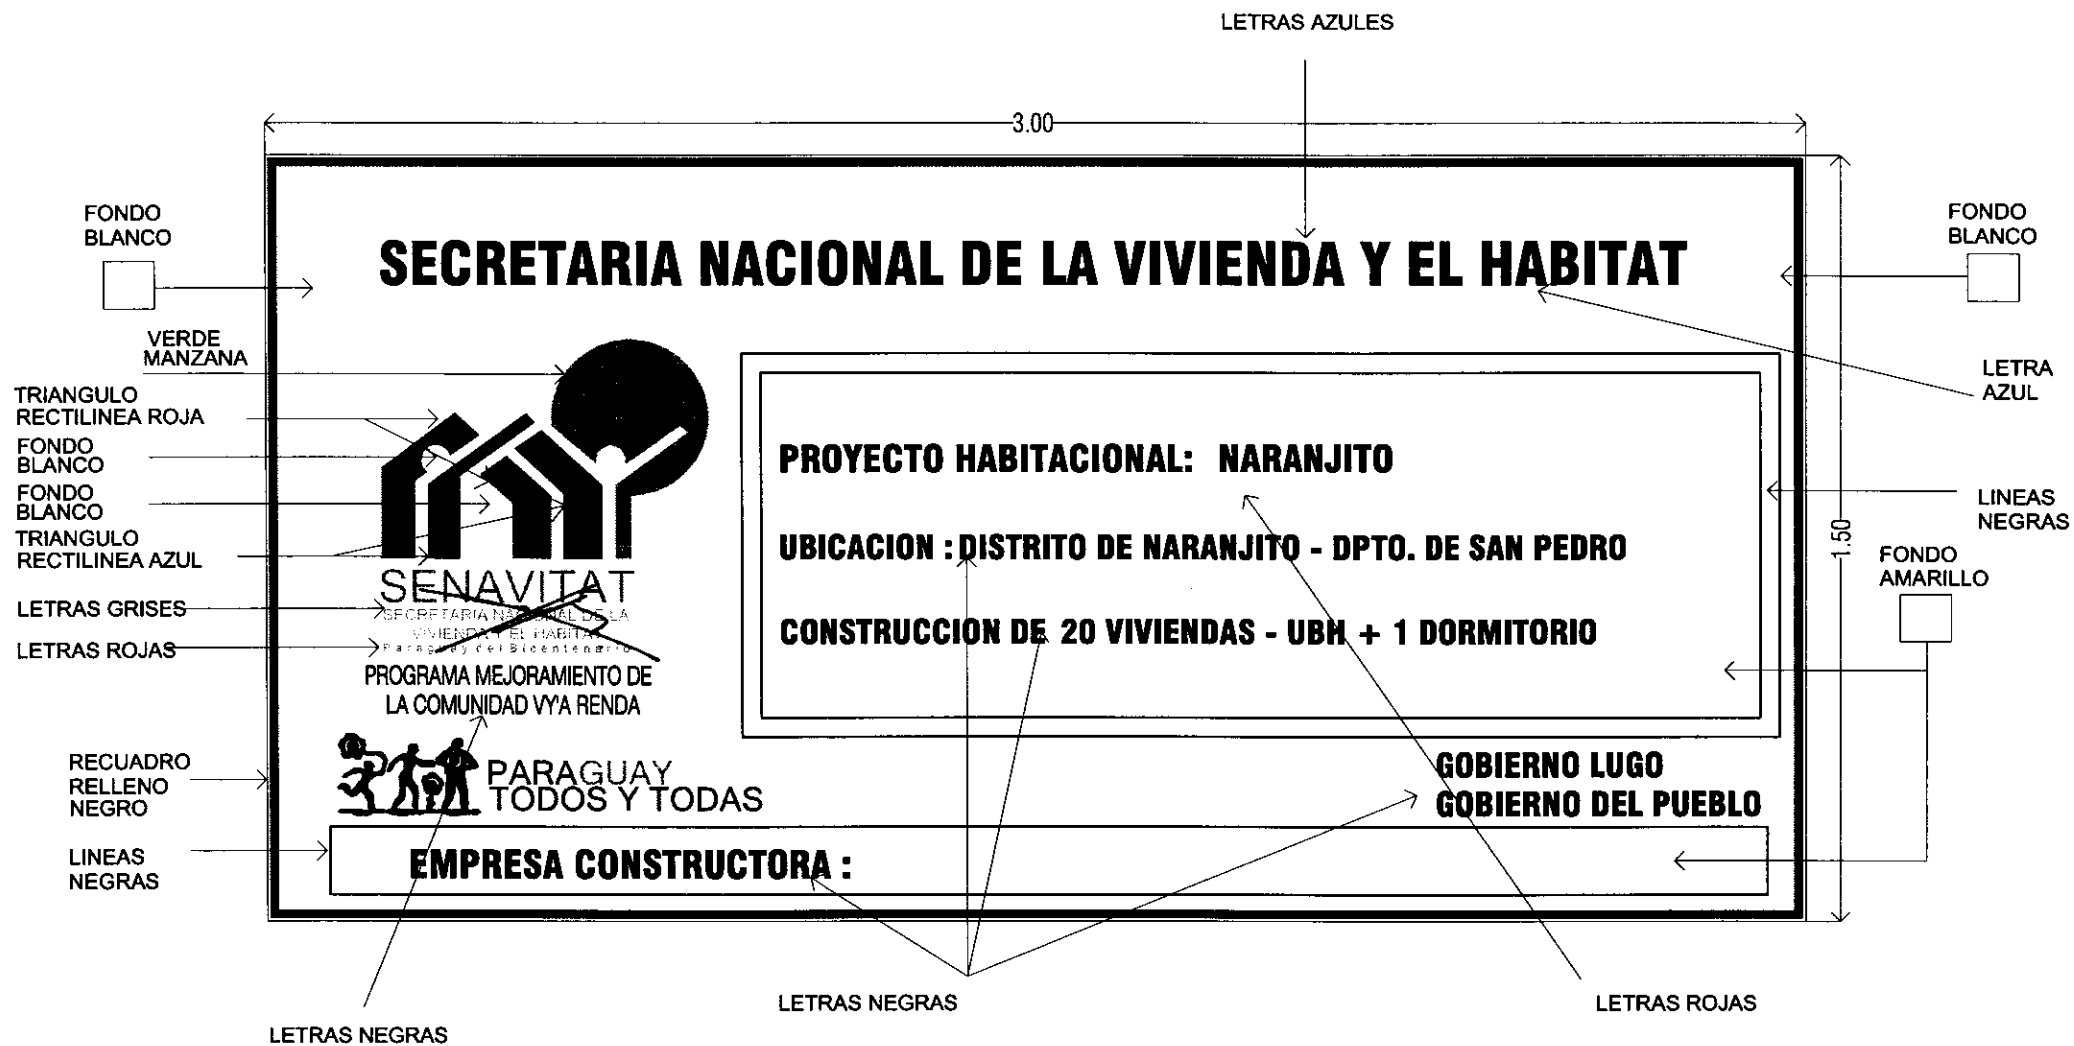 LETRAS AZULES
3.00
FONDO
BLANCO
FONDO
BLANCO
SECRETARIA NACIONAL DE LA VIVIENDA Y EL HABITAT
VERDE
MANZANA
TRIANGULO
RECTILINEA ROJA
FONDO
BLANCO
FONDO
BLANCO
TRIANGULO
RECTILINEA AZUL
LETRAS GRISES
LETRAS ROJAS
SENAVITAT
SECRETARIA NACIONAL DE LA
VIVIENDA Y EL HABITAT
Paraguay del Bicentenario
PROGRAMA MEJORAMIENTO DE
LA COMUNIDAD VY'A RENDA
PROYECTO HABITACIONAL: NARANJITO
UBICACION : DISTRITO DE NARANJITO - DPTO. DE SAN PEDRO
CONSTRUCCION DE 20 VIVIENDAS - UBH + 1 DORMITORIO
LETRA
AZUL
LINEAS
NEGRAS
1.50
FONDO
AMARILLO
RECUADRO
RELLENO
NEGRO
PARAGUAY
TODOS Y TODAS
GOBIERNO LUGO
GOBIERNO DEL PUEBLO
LINEAS
NEGRAS
EMPRESA CONSTRUCTORA :
LETRAS NEGRAS
LETRAS NEGRAS
LETRAS ROJAS